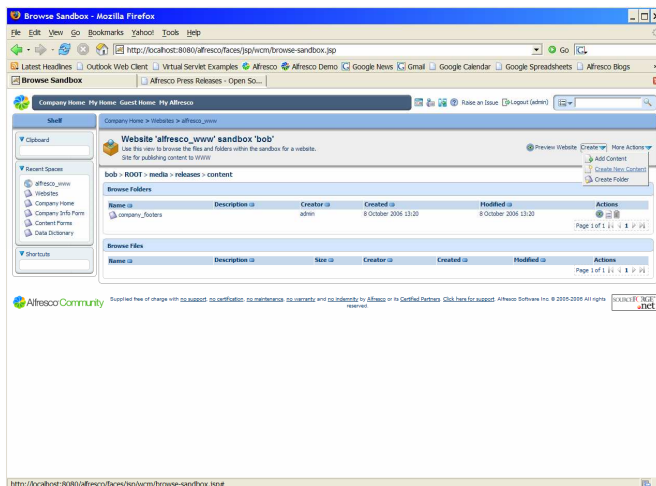 Browse Sandbox - Mozilla Firefox
File Edit View Go Bookmarks Yahoo! Tools Help
http://localhost:8080/alfresco/faces/jsp/wcm/browse-sandbox.jsp Go
Latest Headlines Outlook Web Client Virtual Servlet Examples Alfresco Alfresco Demo Google News Gmail Google Calendar Google Spreadsheets Alfresco Blogs
Browse Sandbox Alfresco Press Releases - Open So...
Company Home My Home Guest Home My Alfresco Raise an Issue Logout (admin)
Shelf
Company Home > Websites > alfresco_www
Clipboard
Website 'alfresco_www' sandbox 'bob'
Use this view to browse the files and folders within the sandbox for a website.
Site for publishing content to WWW
Preview Website Create More Actions
Add Content
Create New Content
Create Folder
Recent Spaces
alfresco_www
Websites
Company Home
Company Info Form
Content Forms
Data Dictionary
Shortcuts
bob > ROOT > media > releases > content
Browse Folders
Name Description Creator Created Modified Actions
company_footers admin 8 October 2006 13:20 8 October 2006 13:20
Page 1 of 1 1
Browse Files
Name Description Size Creator Created Modified Actions
Page 1 of 1 1
Alfresco Community
Supplied free of charge with no support, no certification, no maintenance, no warranty and no indemnity by Alfresco or its Certified Partners. Click here for support. Alfresco Software Inc. © 2005-2006 All rights
reserved.
SOURCEFORGE
.net
http://localhost:8080/alfresco/faces/jsp/wcm/browse-sandbox.jsp#